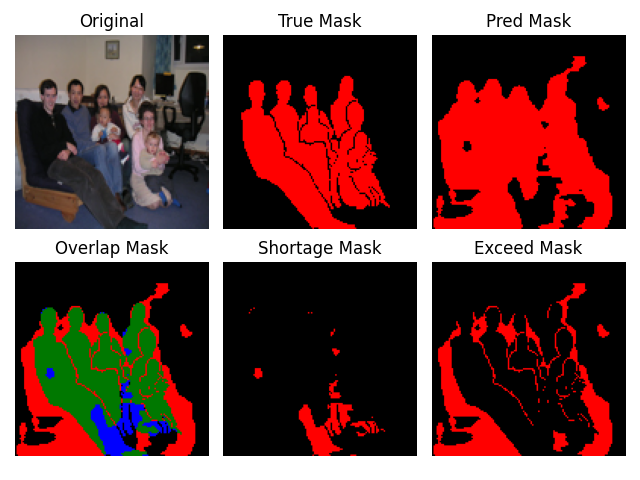 Original
True Mask
Pred Mask
Overlap Mask
Shortage Mask
Exceed Mask